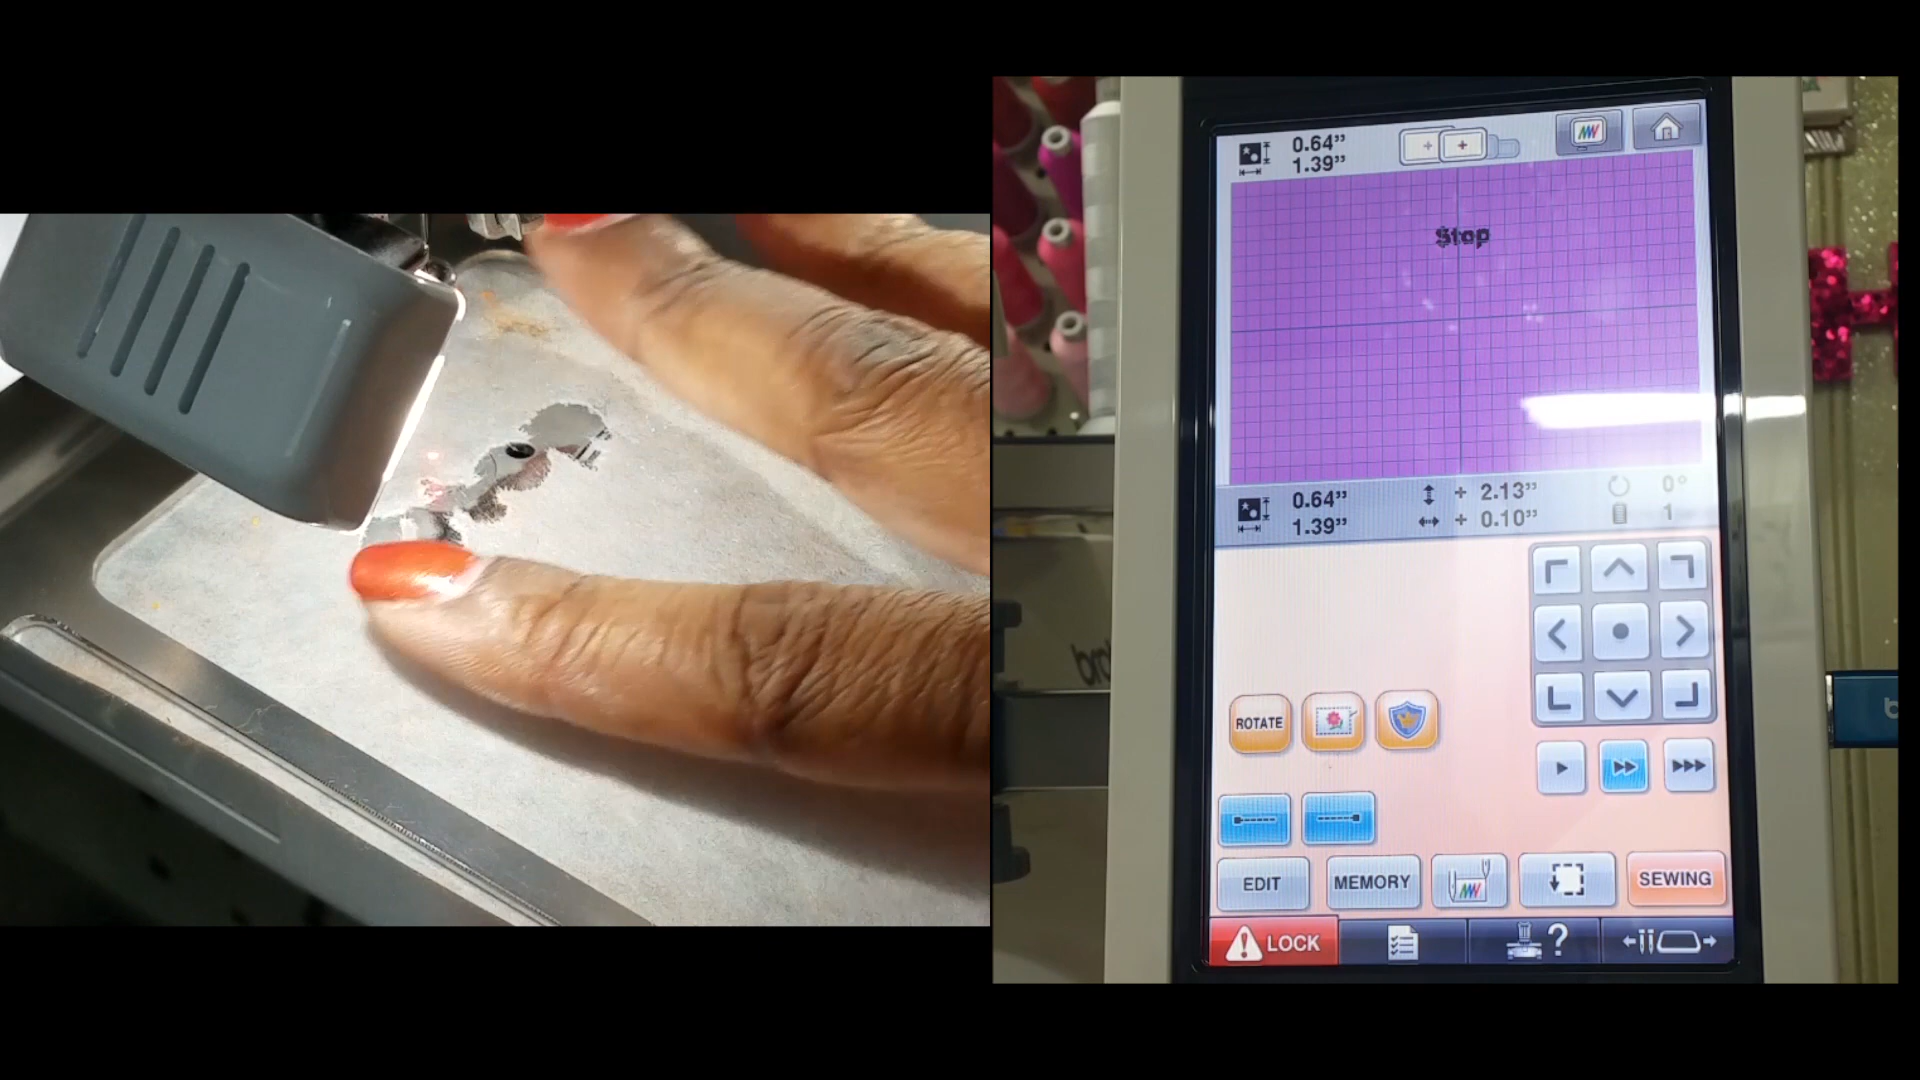 0.64”
1.39”
Stop
0.64”
1.39”
+ 2.13”
+ 0.10”
0°
1
ROTATE
EDIT
MEMORY
SEWING
LOCK
?